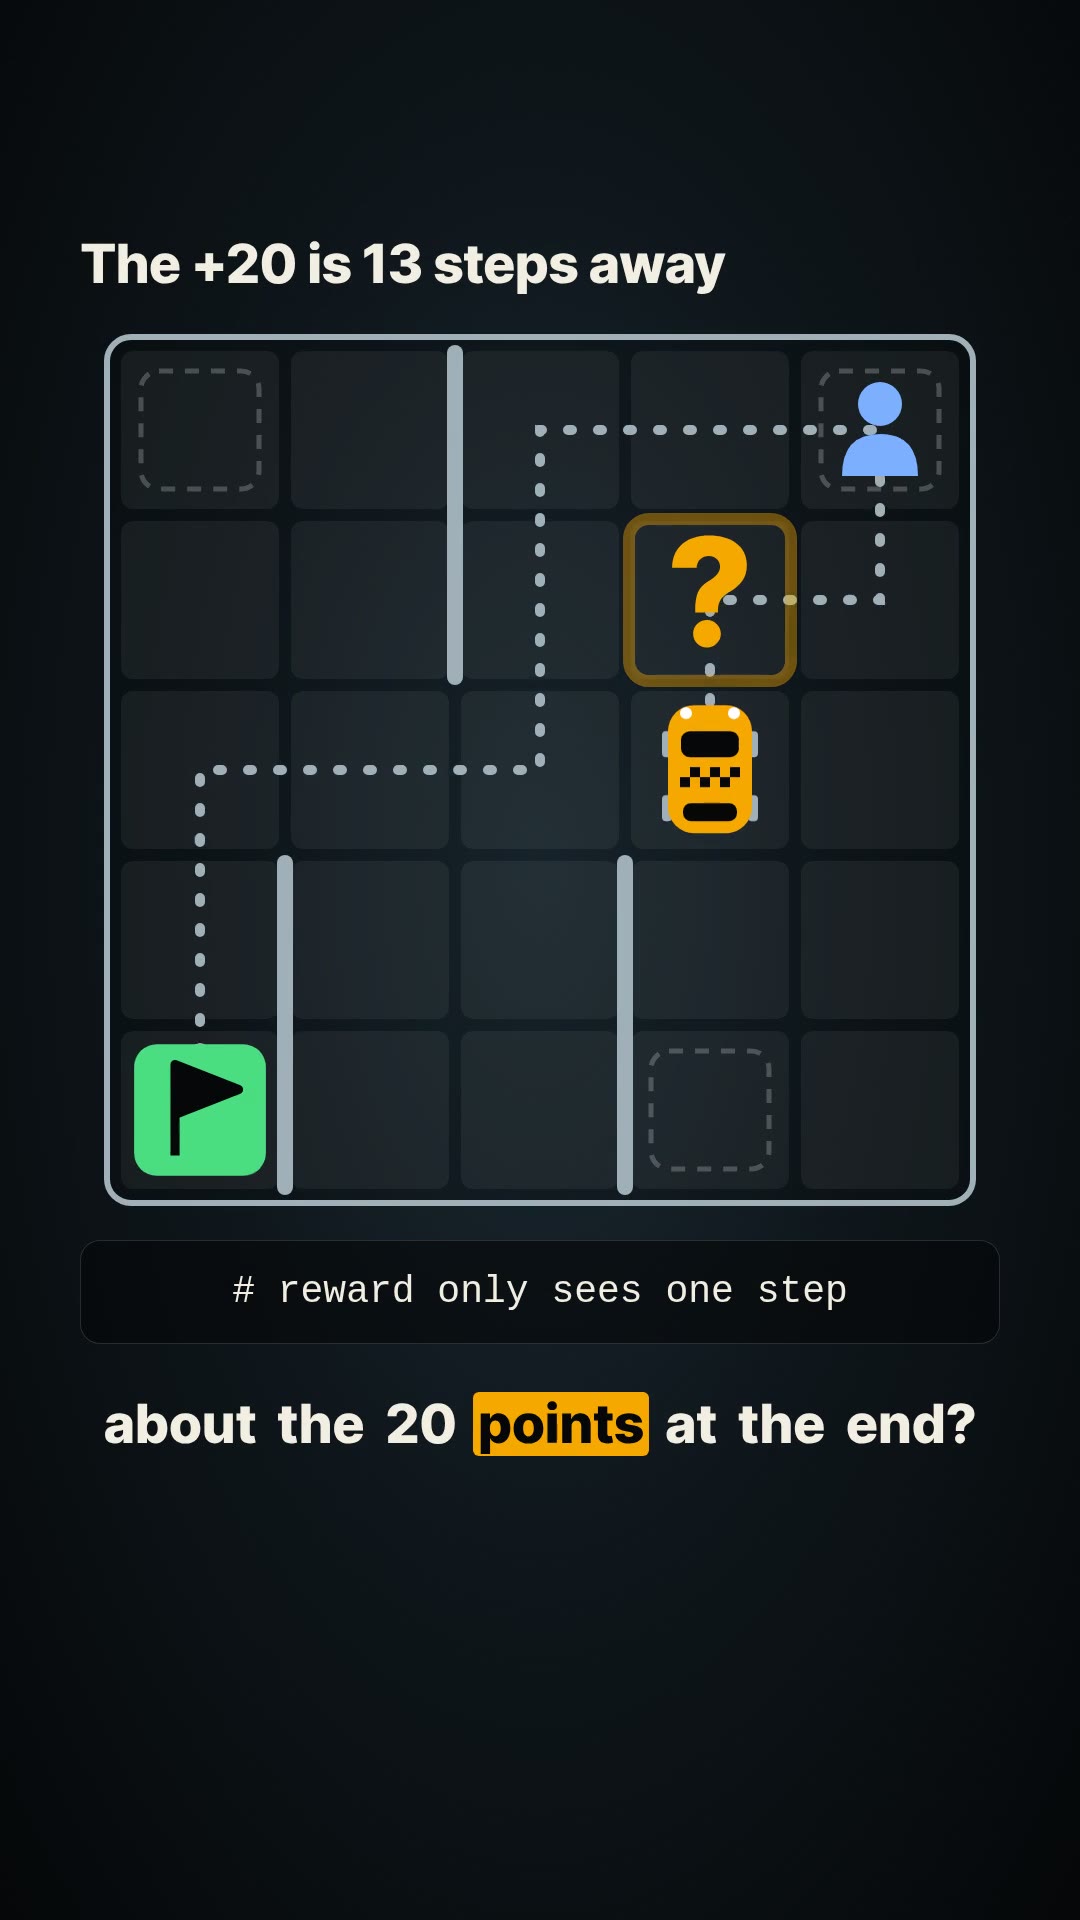 The +20 is 13 steps away
?
# reward only sees one step
about the 20 points at the end?